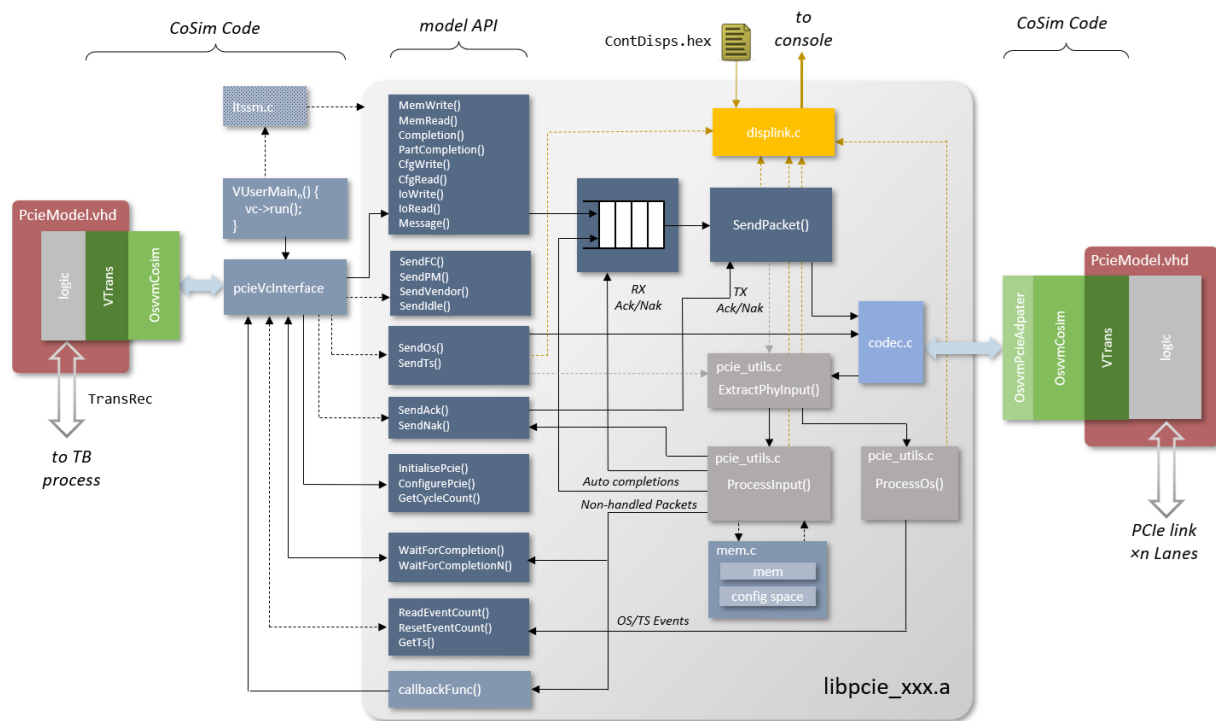 CoSim Code
model API
ContDisps.hex
to
console
CoSim Code
ltssm.c
MemWrite()
MemRead()
Completion()
PartCompletion()
CfgWrite()
CfgRead()
IoWrite()
IoRead()
Message()
displink.c
VUserMainₙ() {
vc->run();
}
SendPacket()
PcieModel.vhd
logic
VTrans
OsvvmCosim
pcieVcInterface
SendFC()
SendPM()
SendVendor()
SendIdle()
RX
Ack/Nak
TX
Ack/Nak
PcieModel.vhd
OsvvmPcieAdpater
OsvvmCosim
VTrans
logic
SendOs()
SendTs()
codec.c
pcie_utils.c
ExtractPhyInput()
TransRec
to TB
process
SendAck()
SendNak()
InitialisePcie()
ConfigurePcie()
GetCycleCount()
Auto completions
Non-handled Packets
pcie_utils.c
ProcessInput()
pcie_utils.c
ProcessOs()
PCIe link
×n Lanes
WaitForCompletion()
WaitForCompletionN()
mem.c
mem
config space
ReadEventCount()
ResetEventCount()
GetTs()
OS/TS Events
callbackFunc()
libpcie_xxx.a